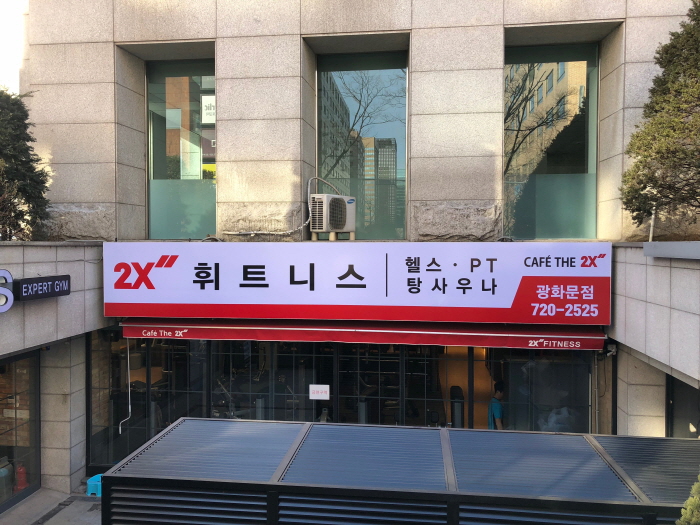 2X 휘트니스
헬스 · PT
탕사우나
CAFÉ THE 2X
광화문점
720-2525
EXPERT GYM
Café The 2X
2X FITNESS